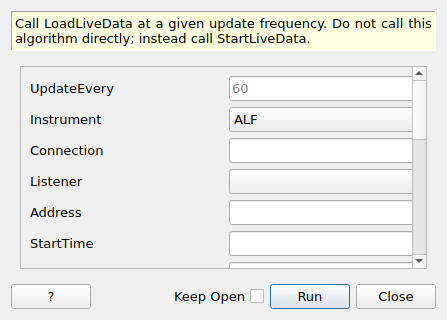 Call LoadLiveData at a given update frequency. Do not call this
algorithm directly; instead call StartLiveData.
UpdateEvery 60
Instrument ALF
Connection
Listener
Address
StartTime
? Keep Open Run Close